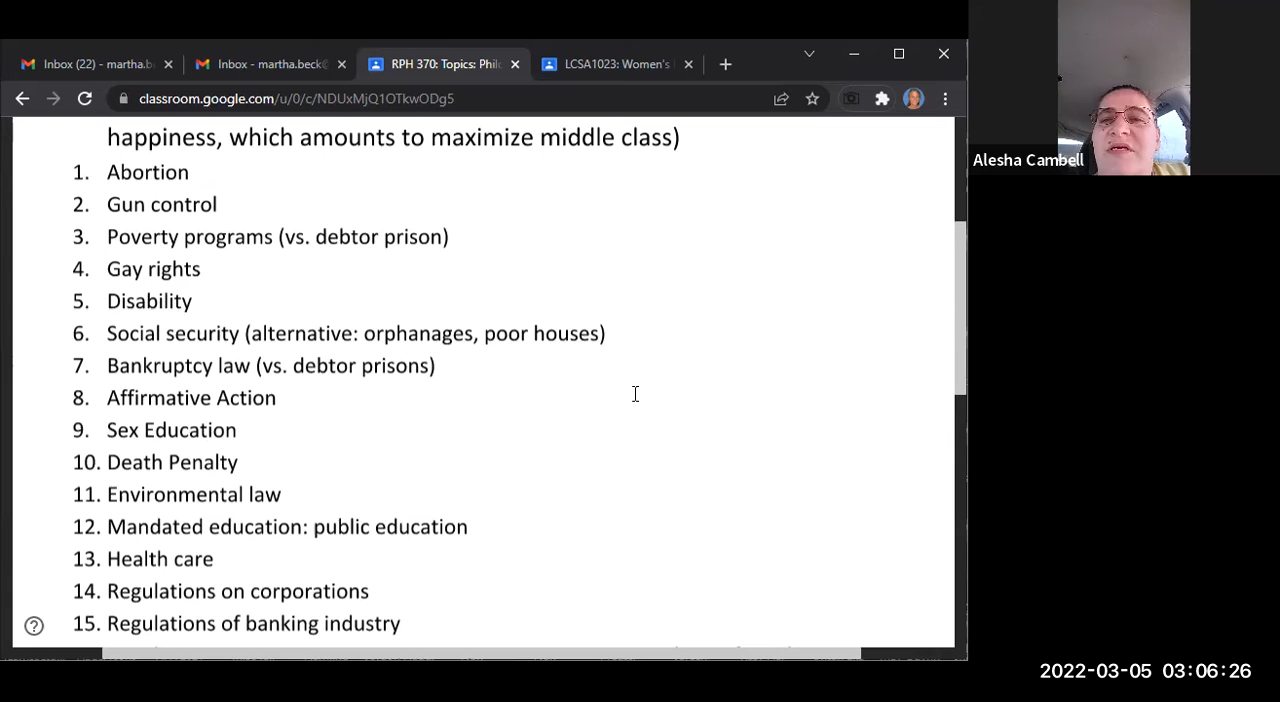 Inbox (22) - martha.b
Inbox - martha.beck@
RPH 370: Topics: Phil
LCSA1023: Women's
classroom.google.com/u/0/c/NDUxMjQ1OTkwODg5
happiness, which amounts to maximize middle class)
1. Abortion
2. Gun control
3. Poverty programs (vs. debtor prison)
4. Gay rights
5. Disability
6. Social security (alternative: orphanages, poor houses)
7. Bankruptcy law (vs. debtor prisons)
8. Affirmative Action
9. Sex Education
10. Death Penalty
11. Environmental law
12. Mandated education: public education
13. Health care
14. Regulations on corporations
15. Regulations of banking industry
Alesha Cambell
2022-03-05 03:06:26